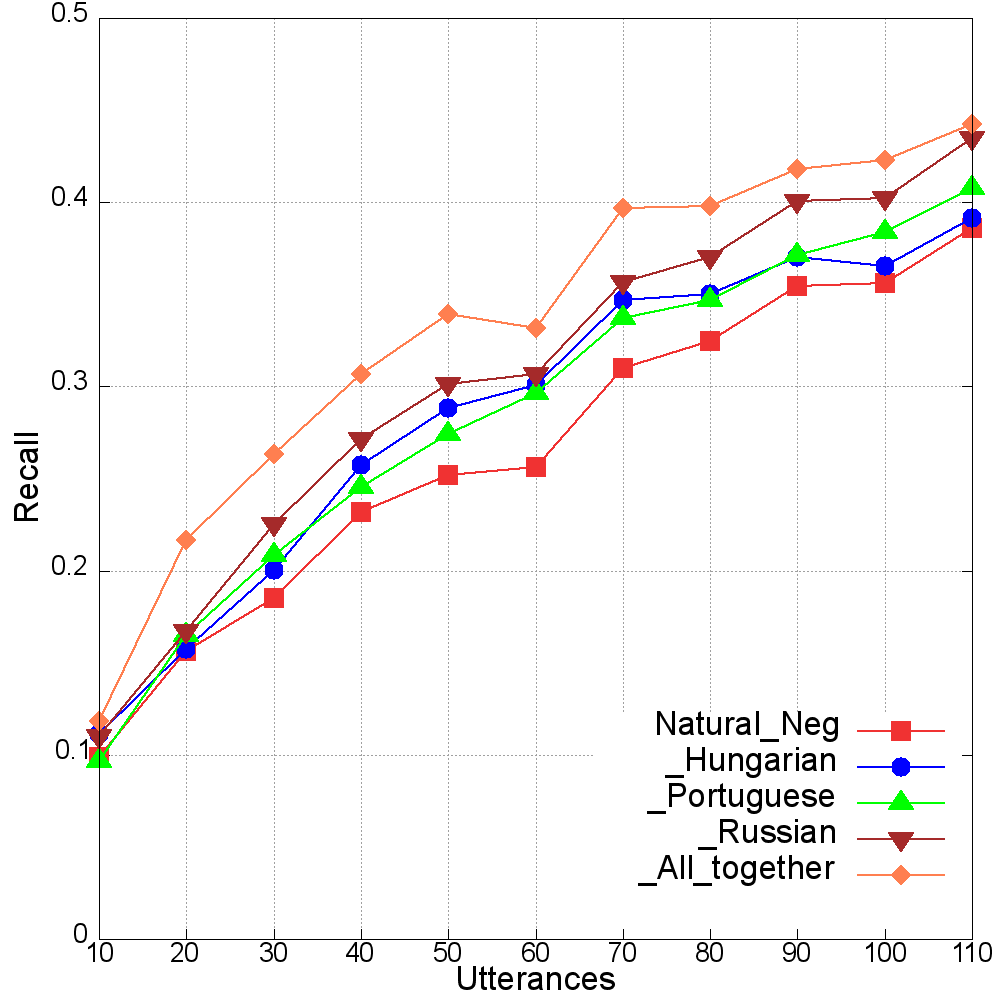 0.5
0.4
0.3
0.2
0.1
0
Recall
10 20 30 40 50 60 70 80 90 100 110
Utterances
Natural_Neg
_Hungarian
_Portuguese
_Russian
_All_together